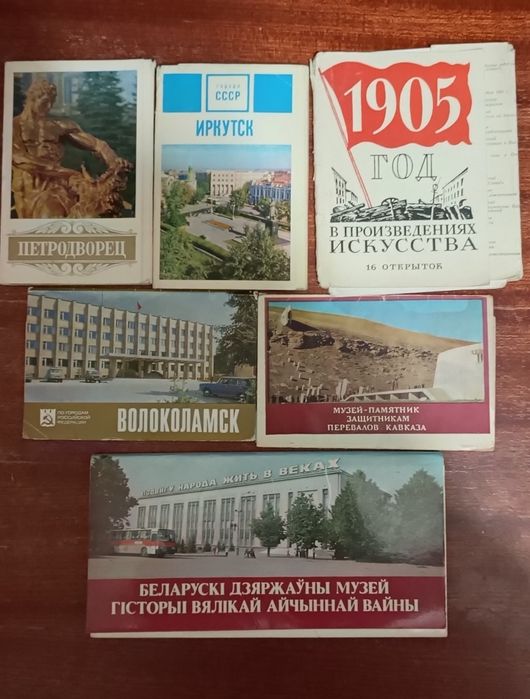 ПЕТРОДВОРЕЦ
ГОРОДА
СССР
ИРКУТСК
1905
ГОД
В ПРОИЗВЕДЕНИЯХ
ИСКУССТВА
16 ОТКРЫТОК
ПО ГОРОДАМ
РОССИЙСКОЙ
ФЕДЕРАЦИИ
ВОЛОКОЛАМСК
МУЗЕЙ-ПАМЯТНИК
ЗАЩИТНИКАМ
ПЕРЕВАЛОВ КАВКАЗА
ПОДВИГУ НАРОДА ЖИТЬ В ВЕКАХ
БЕЛАРУСКІ ДЗЯРЖАЎНЫ МУЗЕЙ
ГІСТОРЫІ ВЯЛІКАЙ АЙЧЫННАЙ ВАЙНЫ